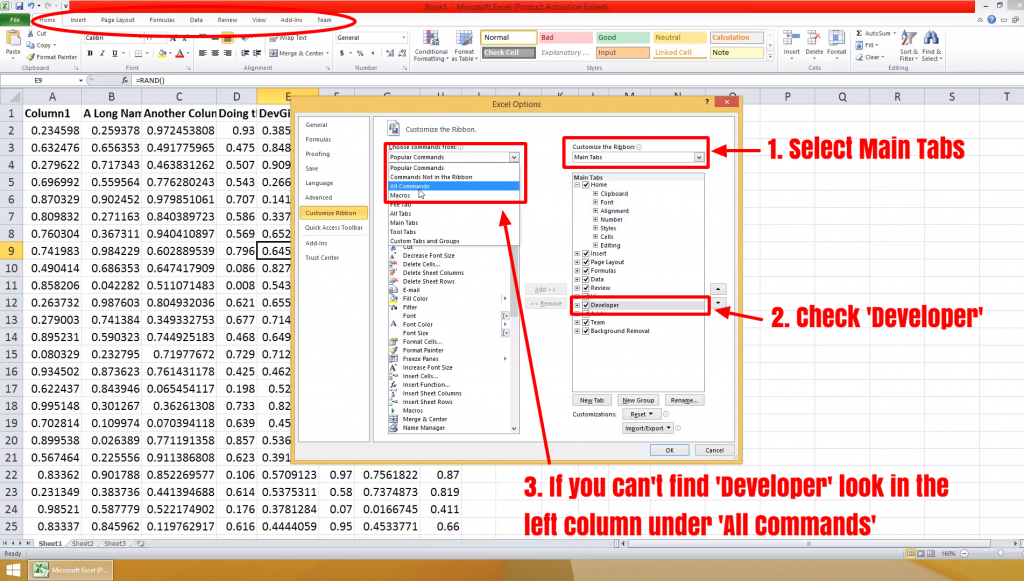 Book1 - Microsoft Excel (Product Activation Failed)
File Home Insert Page Layout Formulas Data Review View Add-Ins Team
Cut
Copy
Format Painter
Paste
Calibri
Wrap Text
Merge & Center
General
Conditional Formatting
Format as Table
Normal Bad Good Neutral Calculation
Check Cell Explanatory ... Input Linked Cell Note
Insert Delete Format
AutoSum
Fill
Clear
Sort & Filter
Find & Select
Clipboard Font Alignment Number Styles Cells Editing
E9 fx =RAND()
A B C D E P Q R S T
1 Column1 A Long Nam Another Colum Doing t DevGi
2 0.234598 0.259378 0.972453808 0.93 0.385
3 0.632476 0.656353 0.491775965 0.475 0.848
4 0.279622 0.717343 0.463831262 0.507 0.909
5 0.696992 0.559564 0.776280243 0.543 0.266
6 0.870329 0.902452 0.979851061 0.707 0.141
7 0.809832 0.271163 0.840389723 0.586 0.337
8 0.760304 0.367311 0.940410897 0.569 0.652
9 0.741983 0.984229 0.602889539 0.796 0.645
10 0.490414 0.686353 0.647417909 0.086 0.827
11 0.858206 0.042282 0.511071483 0.008 0.543
12 0.263732 0.987603 0.804932036 0.621 0.655
13 0.279003 0.741384 0.349332753 0.677 0.714
14 0.895231 0.590323 0.744925183 0.468 0.649
15 0.080329 0.232795 0.71977672 0.729 0.712
16 0.934502 0.873623 0.761431178 0.425 0.462
17 0.622437 0.843946 0.065454117 0.198 0.52
18 0.995148 0.301267 0.36261308 0.733 0.82
19 0.702814 0.109974 0.070394118 0.639 0.45
20 0.899538 0.026389 0.771191358 0.857 0.536
21 0.567464 0.225556 0.911386808 0.623 0.391
22 0.83362 0.901788 0.852269577 0.106 0.5709123 0.97 0.7561822 0.87
23 0.231349 0.383736 0.441394688 0.614 0.5375311 0.58 0.7374873 0.819
24 0.98521 0.587779 0.522174902 0.176 0.3781284 0.07 0.0166745 0.411
25 0.83337 0.845962 0.119762917 0.616 0.4444059 0.95 0.4533771 0.66
Excel Options
General
Formulas
Proofing
Save
Language
Advanced
Customize Ribbon
Quick Access Toolbar
Add-Ins
Trust Center
Customize the Ribbon.
Choose commands from:
Popular Commands
Popular Commands
Commands Not in the Ribbon
All Commands
Macros
File Tab
All Tabs
Main Tabs
Tool Tabs
Custom Tabs and Groups
Cut
Decrease Font Size
Delete Cells...
Delete Sheet Columns
Delete Sheet Rows
E-mail
Fill Color
Filter
Font
Font Color
Font Size
Format Cells...
Format Painter
Freeze Panes
Increase Font Size
Insert Cells...
Insert Function...
Insert Sheet Columns
Insert Sheet Rows
Macros
Merge & Center
Name Manager
Add >>
<< Remove
Customize the Ribbon:
Main Tabs
Main Tabs
Home
Clipboard
Font
Alignment
Number
Styles
Cells
Editing
Insert
Page Layout
Formulas
Data
Review
Developer
Team
Background Removal
New Tab New Group Rename...
Customizations: Reset
Import/Export
OK Cancel
1. Select Main Tabs
2. Check 'Developer'
3. If you can't find 'Developer' look in the
left column under 'All Commands'
Sheet1 Sheet2 Sheet3
Ready
160%
Microsoft Excel (P...